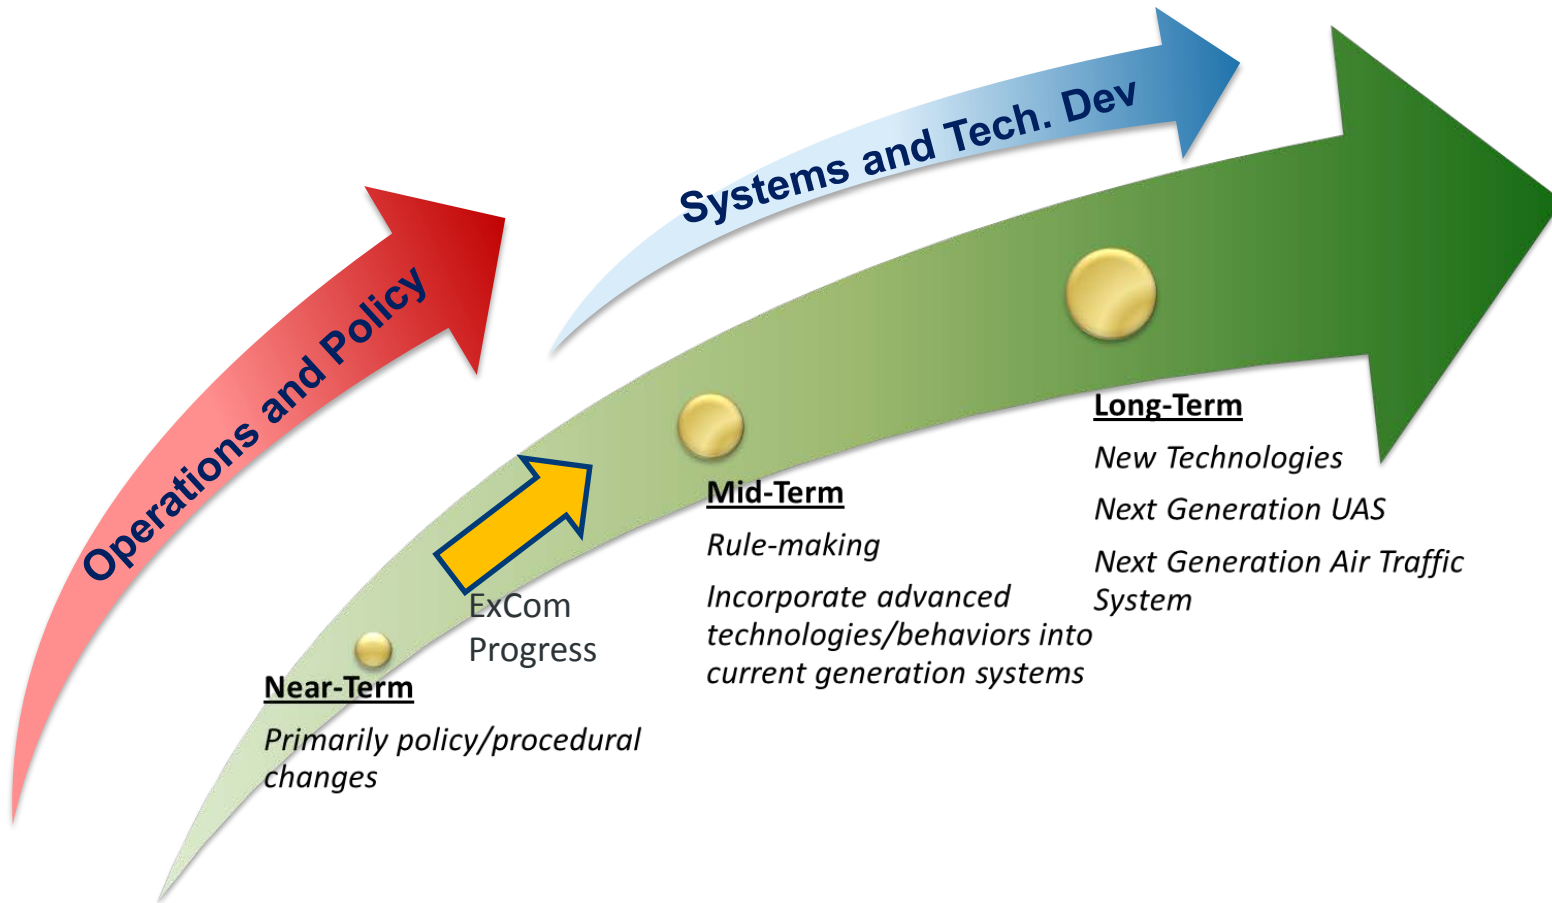 Operations and Policy
Systems and Tech. Dev
Near-Term
Primarily policy/procedural
changes
ExCom
Progress
Mid-Term
Rule-making
Incorporate advanced
technologies/behaviors into
current generation systems
Long-Term
New Technologies
Next Generation UAS
Next Generation Air Traffic
System